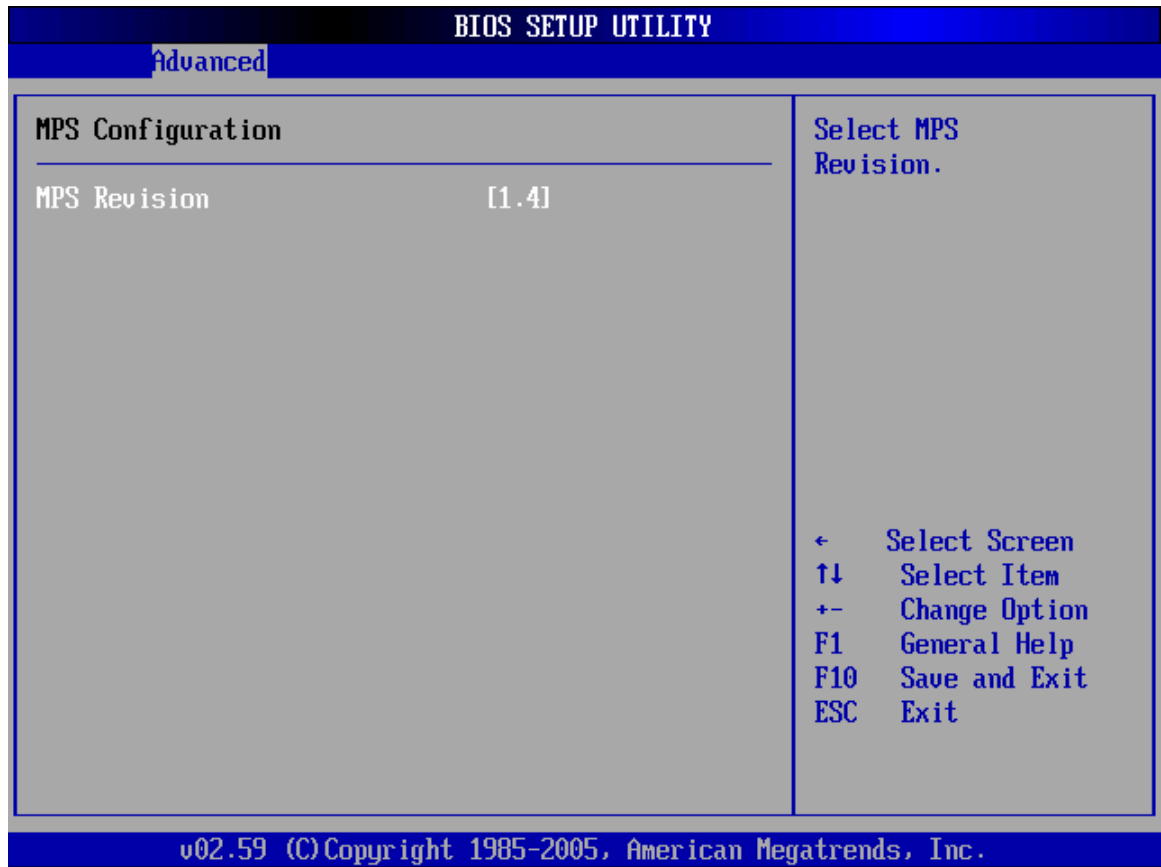 BIOS SETUP UTILITY
Advanced
MPS Configuration
MPS Revision [1.4]
Select MPS
Revision.
← Select Screen
↑↓ Select Item
+- Change Option
F1 General Help
F10 Save and Exit
ESC Exit
v02.59 (C)Copyright 1985-2005, American Megatrends, Inc.